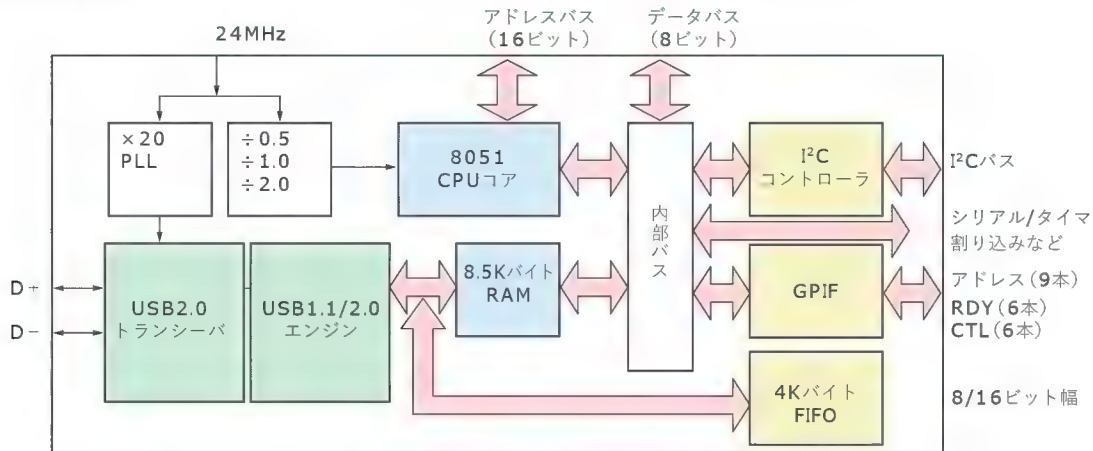 アドレスバス
(16ビット)
データバス
(8ビット)
24MHz
×20
PLL
÷0.5
÷1.0
÷2.0
8051
CPUコア
内部バス
I²C
コントローラ
I²Cバス
シリアル/タイマ
割り込みなど
D+
D−
USB2.0
トランシーバ
USB1.1/2.0
エンジン
8.5Kバイト
RAM
GPIF
アドレス(9本)
RDY(6本)
CTL(6本)
4Kバイト
FIFO
8/16ビット幅